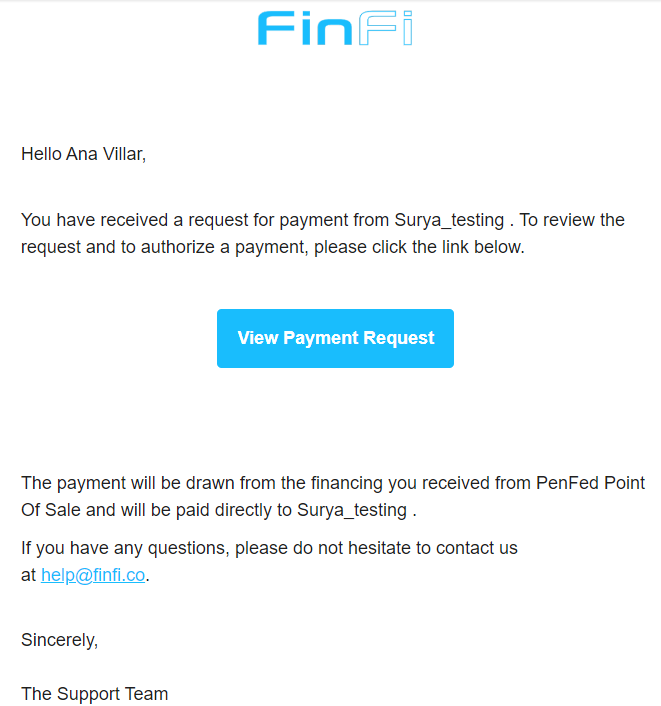 FinFi
Hello Ana Villar,
You have received a request for payment from Surya_testing . To review the
request and to authorize a payment, please click the link below.
View Payment Request
The payment will be drawn from the financing you received from PenFed Point
Of Sale and will be paid directly to Surya_testing .
If you have any questions, please do not hesitate to contact us
at help@finfi.co.
Sincerely,
The Support Team